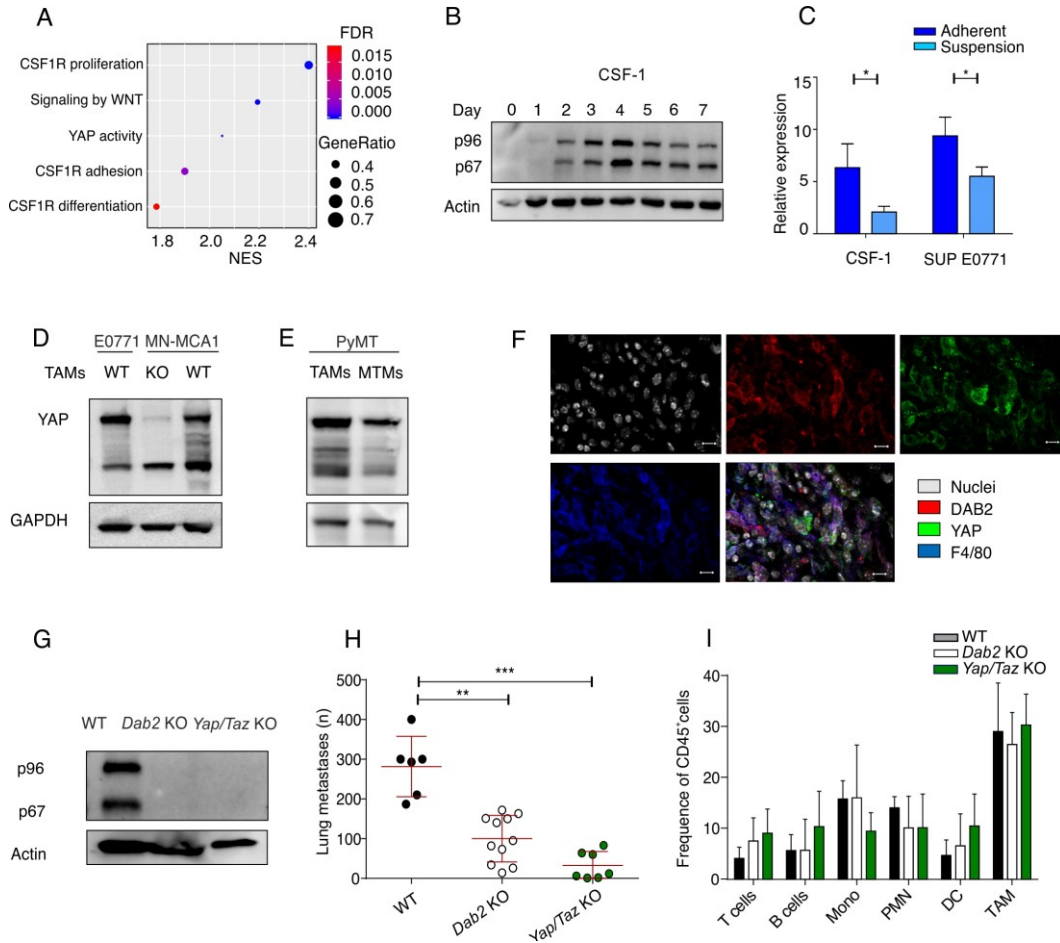 A
FDR
0.015
0.010
0.005
0.000
GeneRatio
0.4
0.5
0.6
0.7
CSF1R proliferation
Signaling by WNT
YAP activity
CSF1R adhesion
CSF1R differentiation
1.8 2.0 2.2 2.4
NES
B
CSF-1
Day 0 1 2 3 4 5 6 7
p96
p67
Actin
C
Adherent
Suspension
* *
Relative expression
15
10
5
0
CSF-1 SUP E0771
D
E0771 MN-MCA1
TAMs WT KO WT
YAP
GAPDH
E
PyMT
TAMs MTMs
F
Nuclei
DAB2
YAP
F4/80
G
WT Dab2 KO Yap/Taz KO
p96
p67
Actin
H
***
**
Lung metastases (n)
500
400
300
200
100
0
WT
Dab2 KO
Yap/Taz KO
I
WT
Dab2 KO
Yap/Taz KO
Frequence of CD45+cells
40
30
20
10
0
T cells
B cells
Mono
PMN
DC
TAM